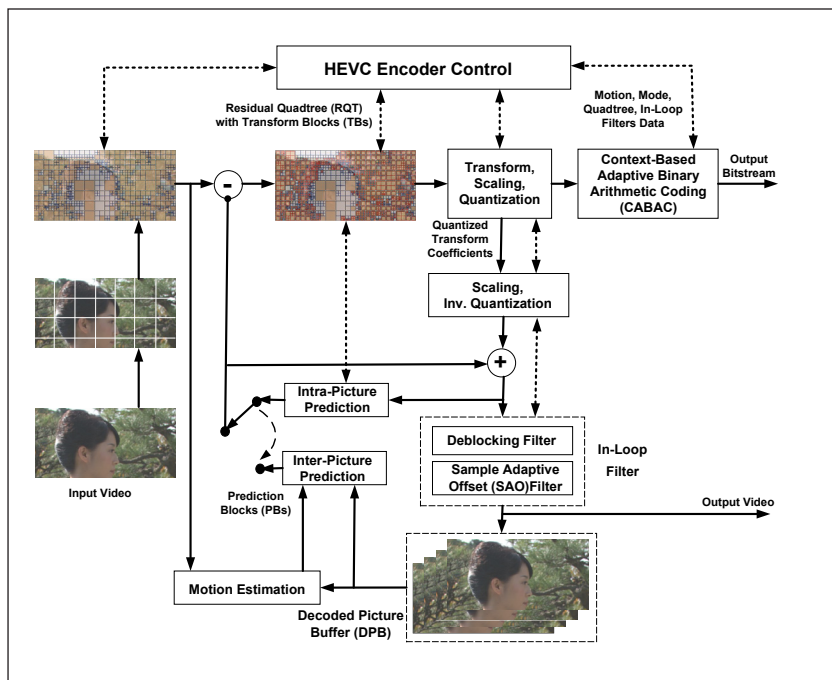 HEVC Encoder Control
Residual Quadtree (RQT)
with Transform Blocks (TBs)
Motion, Mode,
Quadtree, In-Loop
Filters Data
-
Transform,
Scaling,
Quantization
Context-Based
Adaptive Binary
Arithmetic Coding
(CABAC)
Output
Bitstream
Quantized
Transform
Coefficients
Scaling,
Inv. Quantization
+
Intra-Picture
Prediction
Deblocking Filter
Sample Adaptive
Offset (SAO)Filter
In-Loop
Filter
Inter-Picture
Prediction
Input Video
Prediction
Blocks (PBs)
Output Video
Motion Estimation
Decoded Picture
Buffer (DPB)